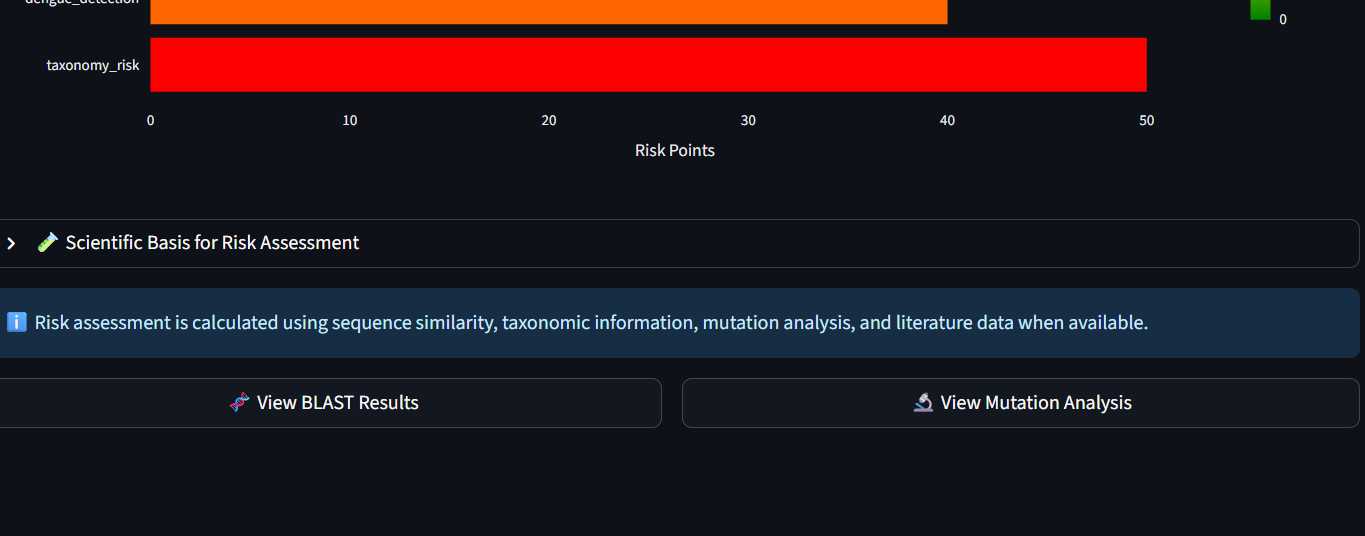 dengue_detection
0
taxonomy_risk
0 10 20 30 40 50
Risk Points
Scientific Basis for Risk Assessment
Risk assessment is calculated using sequence similarity, taxonomic information, mutation analysis, and literature data when available.
View BLAST Results
View Mutation Analysis